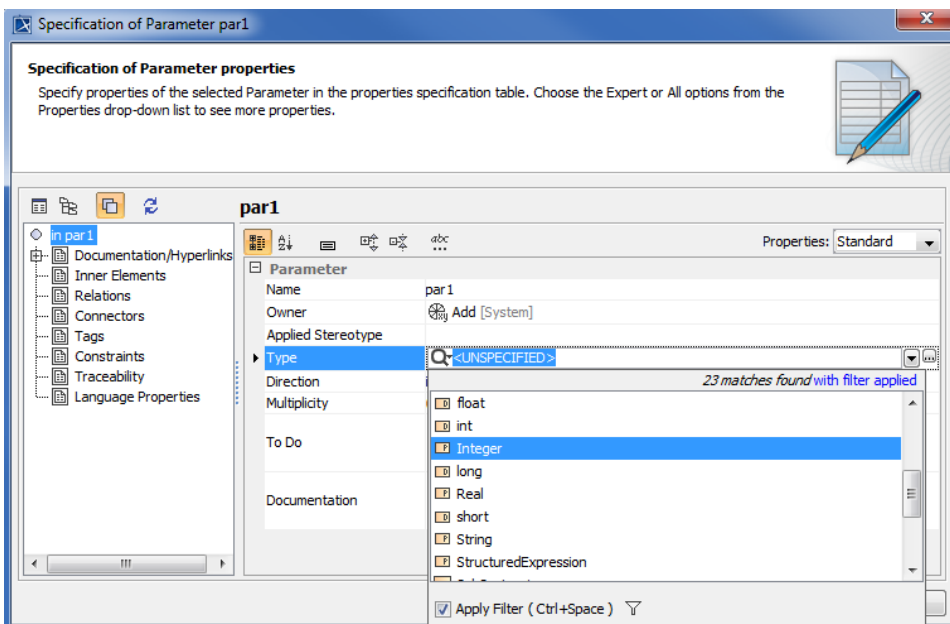 Specification of Parameter par1
x
Specification of Parameter properties
Specify properties of the selected Parameter in the properties specification table. Choose the Expert or All options from the
Properties drop-down list to see more properties.
par1
in par1
Documentation/Hyperlinks
Inner Elements
Relations
Connectors
Tags
Constraints
Traceability
Language Properties
abc
Properties: Standard
Parameter
Name par1
Owner Add [System]
Applied Stereotype
Type <UNSPECIFIED>
Direction
Multiplicity
To Do
Documentation
23 matches found with filter applied
float
int
Integer
long
Real
short
String
StructuredExpression
Apply Filter ( Ctrl+Space )